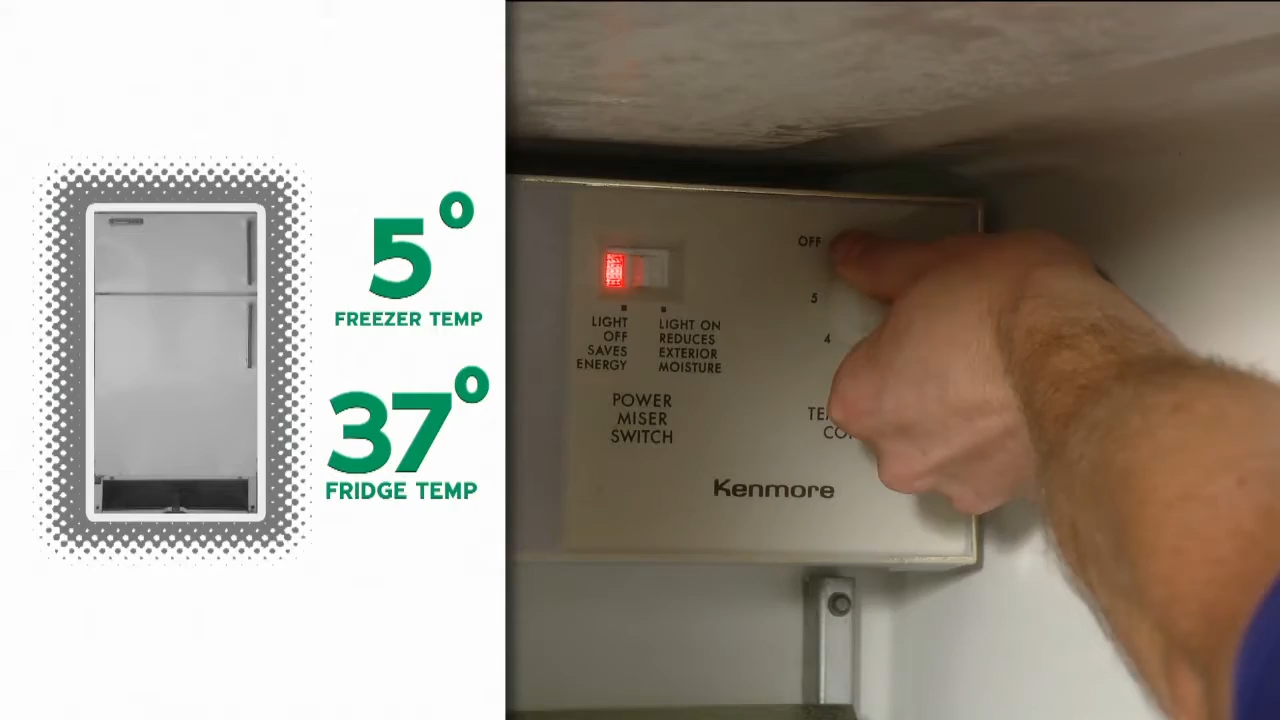 5°
FREEZER TEMP
37°
FRIDGE TEMP
OFF
5
4
LIGHT
OFF
SAVES
ENERGY
LIGHT ON
REDUCES
EXTERIOR
MOISTURE
POWER
MISER
SWITCH
Kenmore